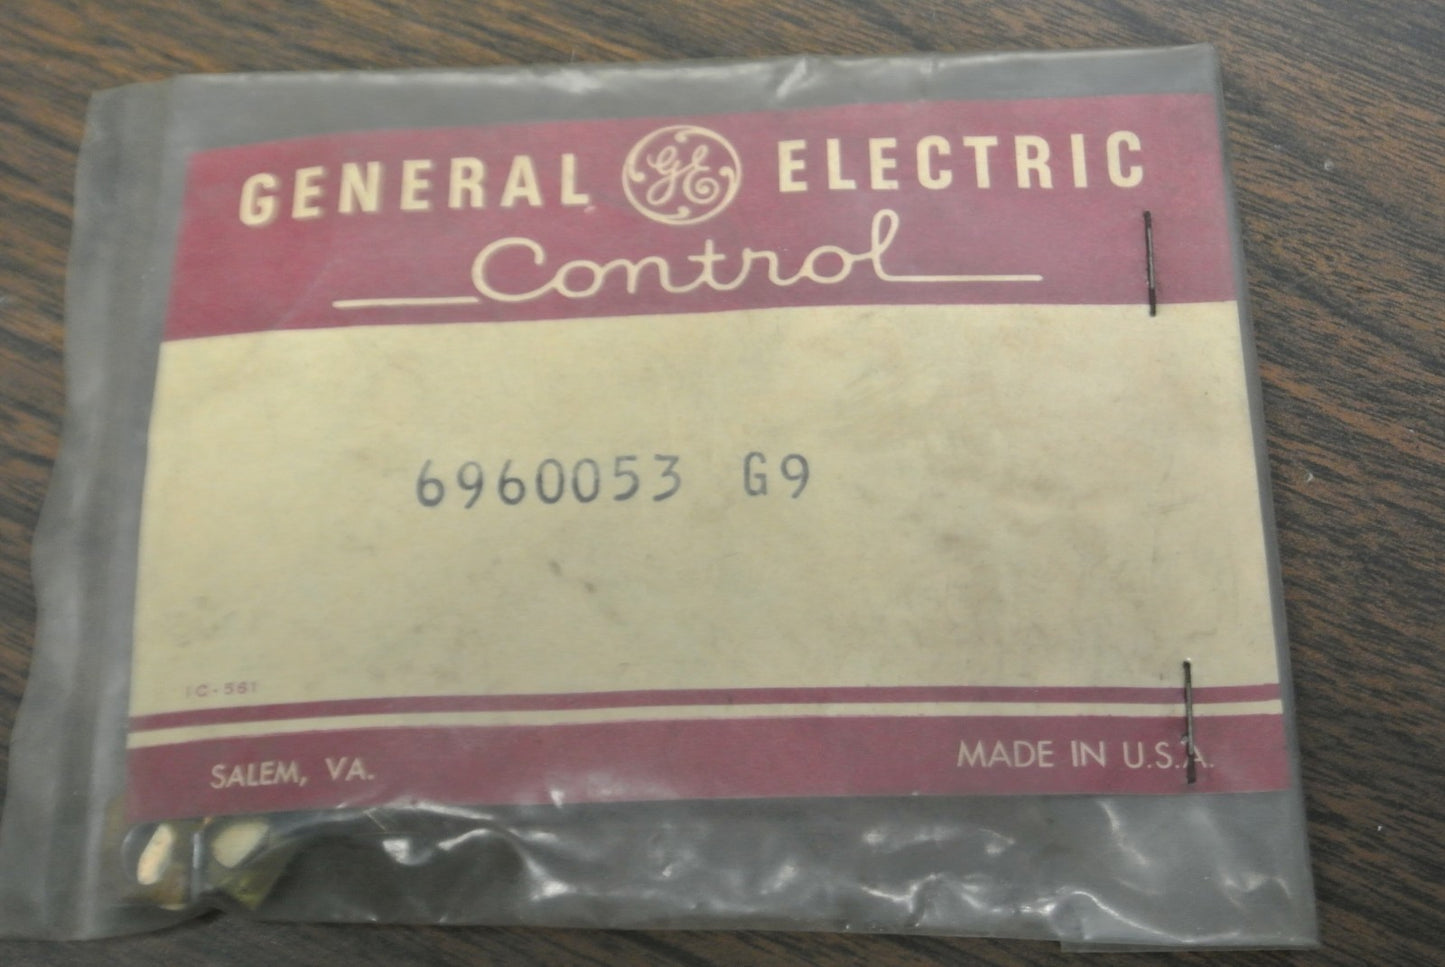 GENERAL GE ELECTRIC
Control
6960053 G9
IC-561
SALEM, VA.
MADE IN U.S.A.